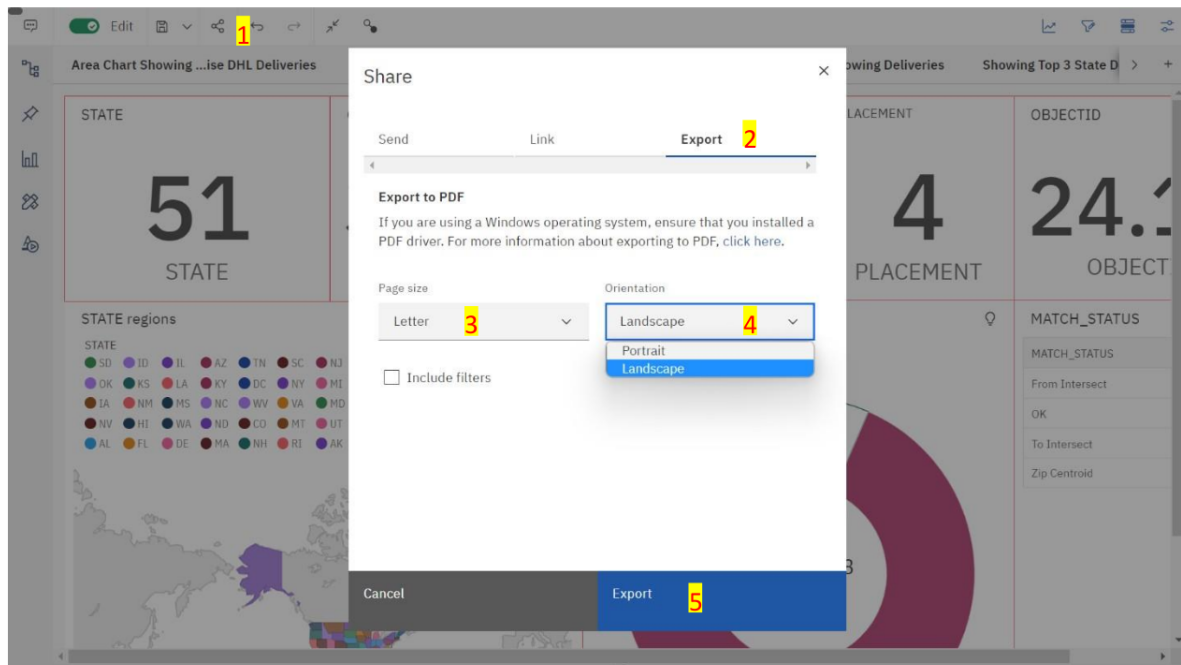 Edit 1
Area Chart Showing ...ise DHL Deliveries
owing Deliveries
Showing Top 3 State D
Share
Send Link Export 2
Export to PDF
If you are using a Windows operating system, ensure that you installed a
PDF driver. For more information about exporting to PDF, click here.
Page size
Orientation
Letter 3
Landscape 4
Portrait
Landscape
Include filters
Cancel
Export 5
STATE
51
STATE
LACEMENT
4
PLACEMENT
OBJECTID
24.1
OBJECT
STATE regions
STATE
SD ID IL AZ TN SC NJ
OK KS LA KY DC NY MI
IA NM MS NC WV VA MD
NV HI WA ND CO MT UT
AL FL DE MA NH RI AK
8
MATCH_STATUS
MATCH_STATUS
From Intersect
OK
To Intersect
Zip Centroid